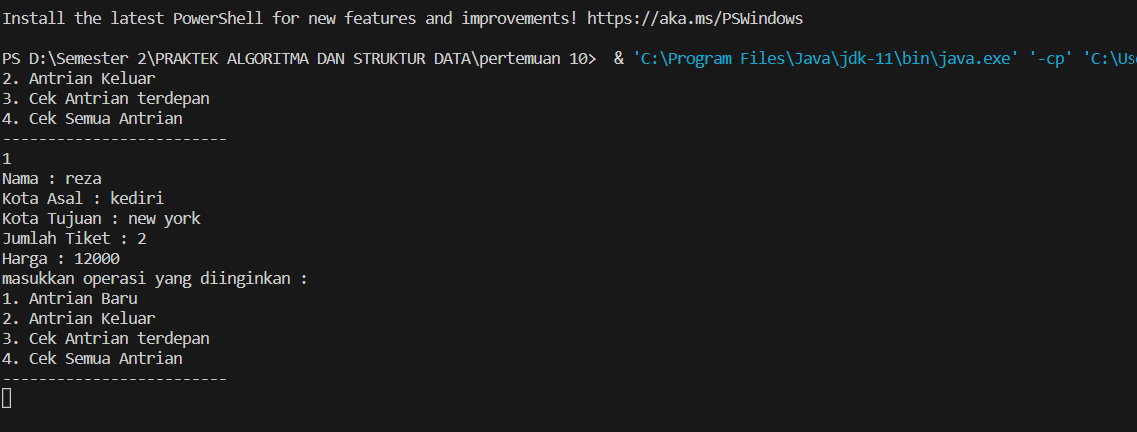 Install the latest PowerShell for new features and improvements! https://aka.ms/PSWindows
PS D:\Semester 2\PRAKTEK ALGORITMA DAN STRUKTUR DATA\pertemuan 10>  & 'C:\Program Files\Java\jdk-11\bin\java.exe' '-cp' 'C:\Us
2. Antrian Keluar
3. Cek Antrian terdepan
4. Cek Semua Antrian
-------------------------
1
Nama : reza
Kota Asal : kediri
Kota Tujuan : new york
Jumlah Tiket : 2
Harga : 12000
masukkan operasi yang diinginkan :
1. Antrian Baru
2. Antrian Keluar
3. Cek Antrian terdepan
4. Cek Semua Antrian
-------------------------